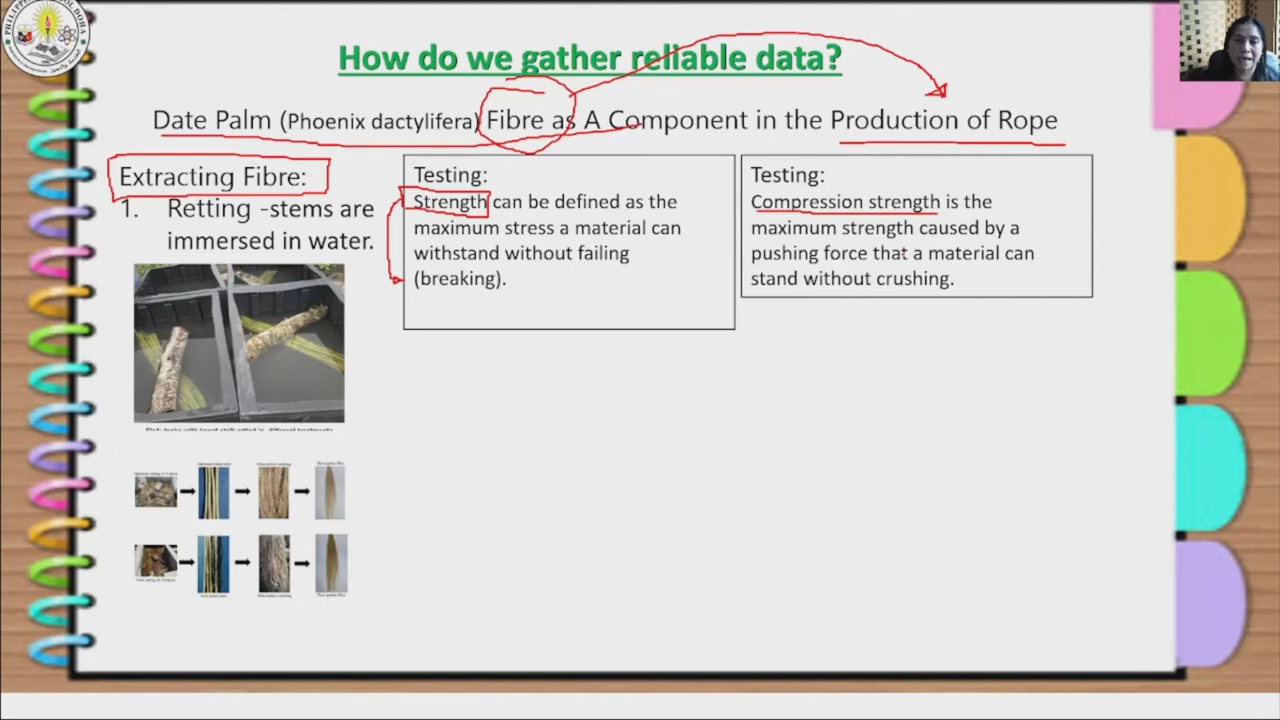 How do we gather reliable data?
Date Palm (Phoenix dactylifera) Fibre as A Component in the Production of Rope
Extracting Fibre:
1. Retting -stems are
immersed in water.
Testing:
Strength can be defined as the
maximum stress a material can
withstand without failing
(breaking).
Testing:
Compression strength is the
maximum strength caused by a
pushing force that a material can
stand without crushing.